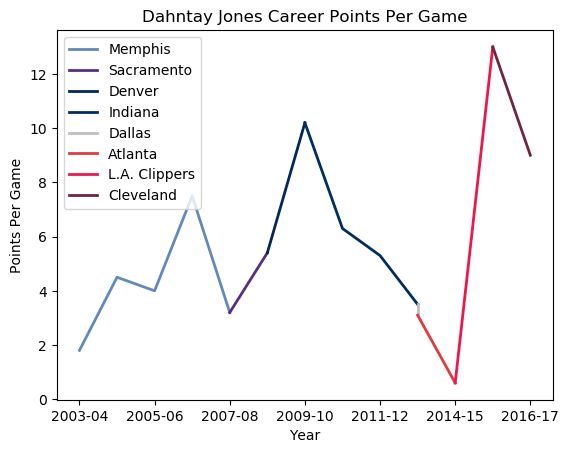 Dahntay Jones Career Points Per Game
Memphis
Sacramento
Denver
Indiana
Dallas
Atlanta
L.A. Clippers
Cleveland
Points Per Game
12
10
8
6
4
2
0
2003-04 2005-06 2007-08 2009-10 2011-12 2014-15 2016-17
Year